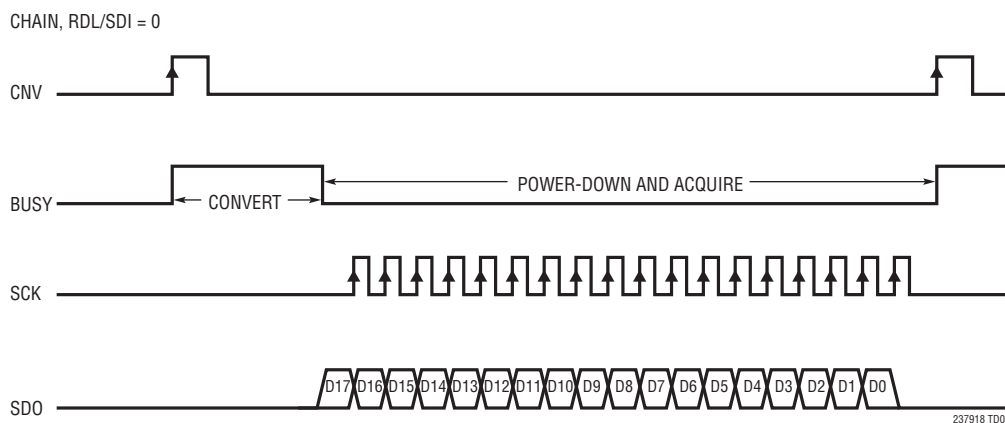 CHAIN, RDL/SDI = 0
CNV
BUSY
CONVERT
POWER-DOWN AND ACQUIRE
SCK
SDO
D17 D16 D15 D14 D13 D12 D11 D10 D9 D8 D7 D6 D5 D4 D3 D2 D1 D0
237918 TD0